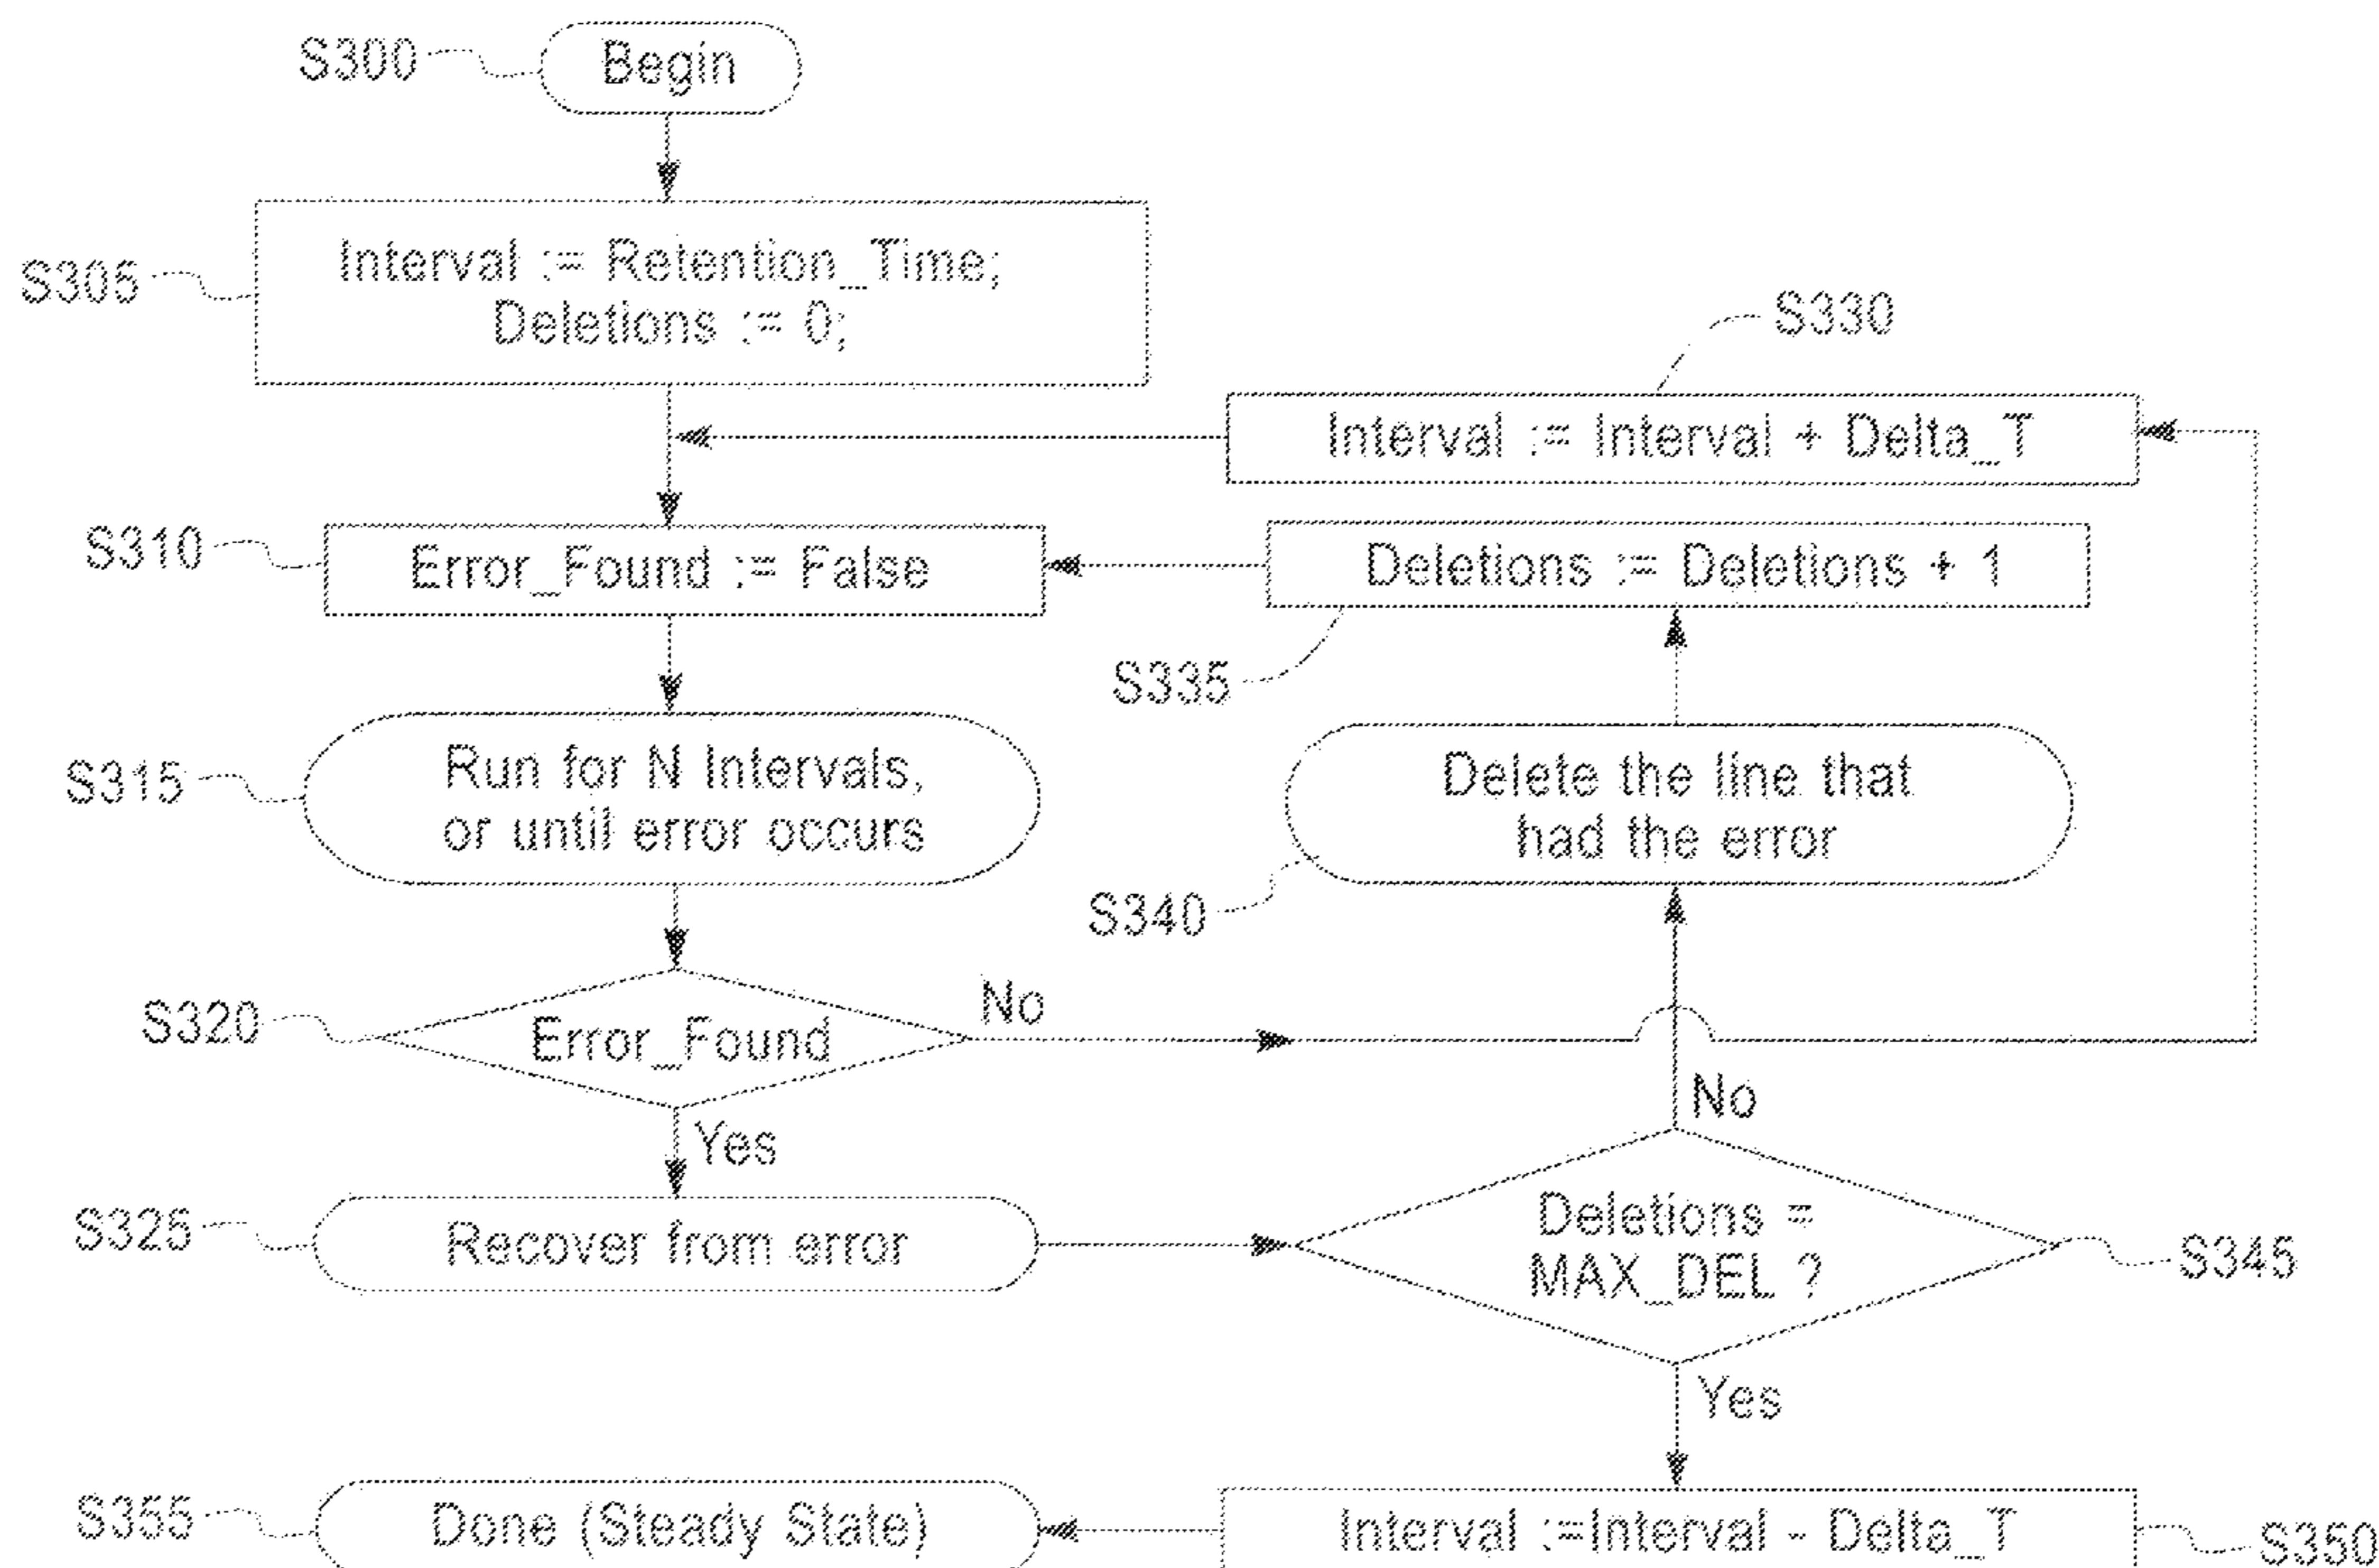 S300
Begin
S305
Interval := Retention_Time;
Deletions := 0;
S330
Interval := Interval + Delta_T
S310
Error_Found := False
Deletions := Deletions + 1
S335
S315
Run for N Intervals,
or until error occurs
Delete the line that
had the error
S340
S320
Error_Found
No
Yes
No
S325
Recover from error
Deletions =
MAX_DEL ?
S345
Yes
S355
Done (Steady State)
Interval :=Interval - Delta_T
S350